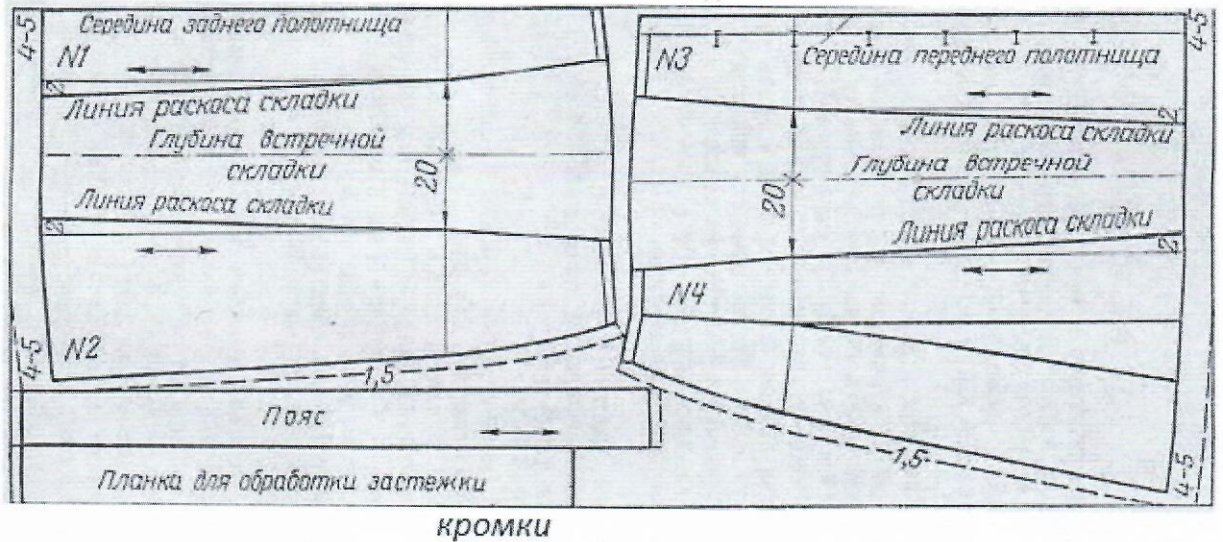 4-5
Середина заднего полотнища
N1
2
Линия раскоса складки
Глубина встречной
складки
20
Линия раскоса складки
2
N2
4-5
1,5
Пояс
Планка для обработки застежки
4-5
N3
Середина переднего полотнища
2
Линия раскоса складки
Глубина встречной
складки
20
Линия раскоса складки
2
N4
1,5
4-5
кромки